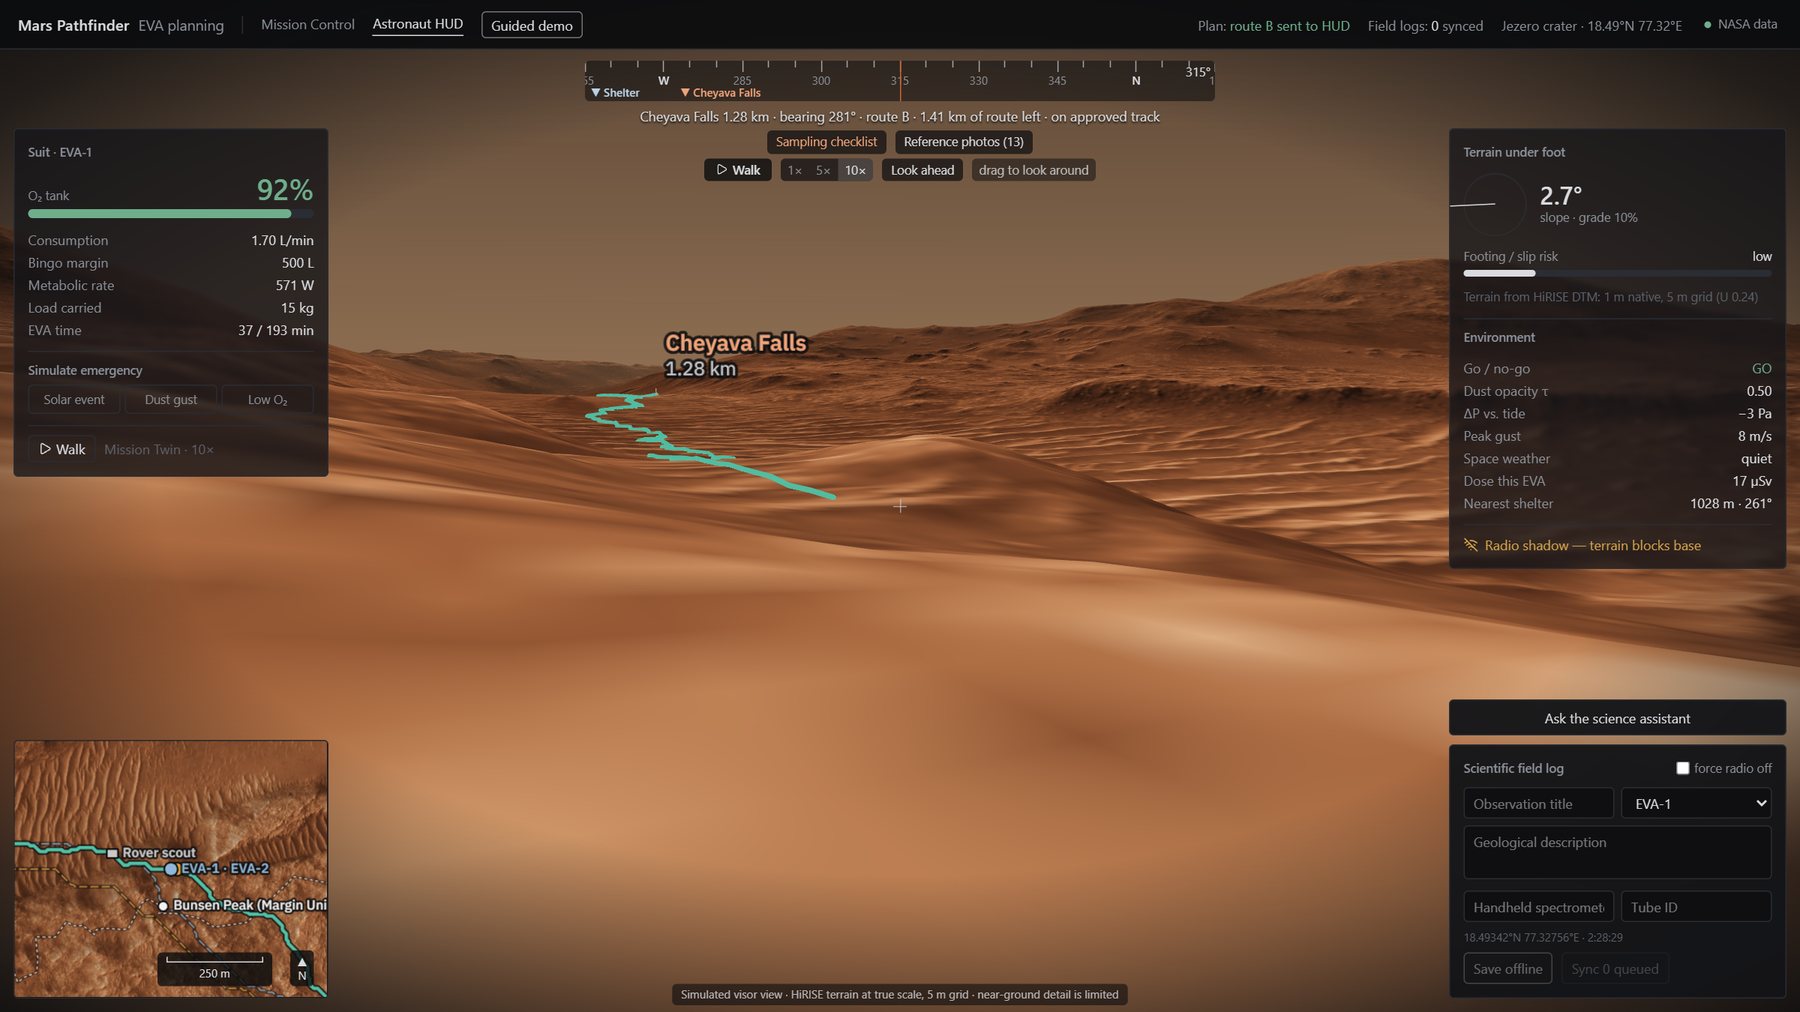 Mars Pathfinder EVA planning Mission Control Astronaut HUD Guided demo Plan: route B sent to HUD Field logs: 0 synced Jezero crater · 18.49°N 77.32°E NASA data
W 285 300 315 330 345 N 315°
▼ Shelter ▼ Cheyava Falls
Cheyava Falls 1.28 km · bearing 281° · route B · 1.41 km of route left · on approved track
Sampling checklist Reference photos (13)
Walk 1× 5× 10× Look ahead drag to look around
Suit · EVA-1
O₂ tank 92%
Consumption 1.70 L/min
Bingo margin 500 L
Metabolic rate 571 W
Load carried 15 kg
EVA time 37 / 193 min
Simulate emergency
Solar event Dust gust Low O₂
Walk Mission Twin · 10×
Cheyava Falls
1.28 km
Terrain under foot
2.7°
slope · grade 10%
Footing / slip risk low
Terrain from HiRISE DTM: 1 m native, 5 m grid (U 0.24)
Environment
Go / no-go GO
Dust opacity τ 0.50
ΔP vs. tide −3 Pa
Peak gust 8 m/s
Space weather quiet
Dose this EVA 17 µSv
Nearest shelter 1028 m · 261°
Radio shadow — terrain blocks base
Ask the science assistant
Scientific field log force radio off
Observation title EVA-1
Geological description
Handheld spectromet Tube ID
18.49342°N 77.32756°E · 2:28:29
Save offline Sync 0 queued
Rover scout
EVA-1 · EVA-2
Bunsen Peak (Margin Uni
250 m
N
Simulated visor view · HiRISE terrain at true scale, 5 m grid · near-ground detail is limited